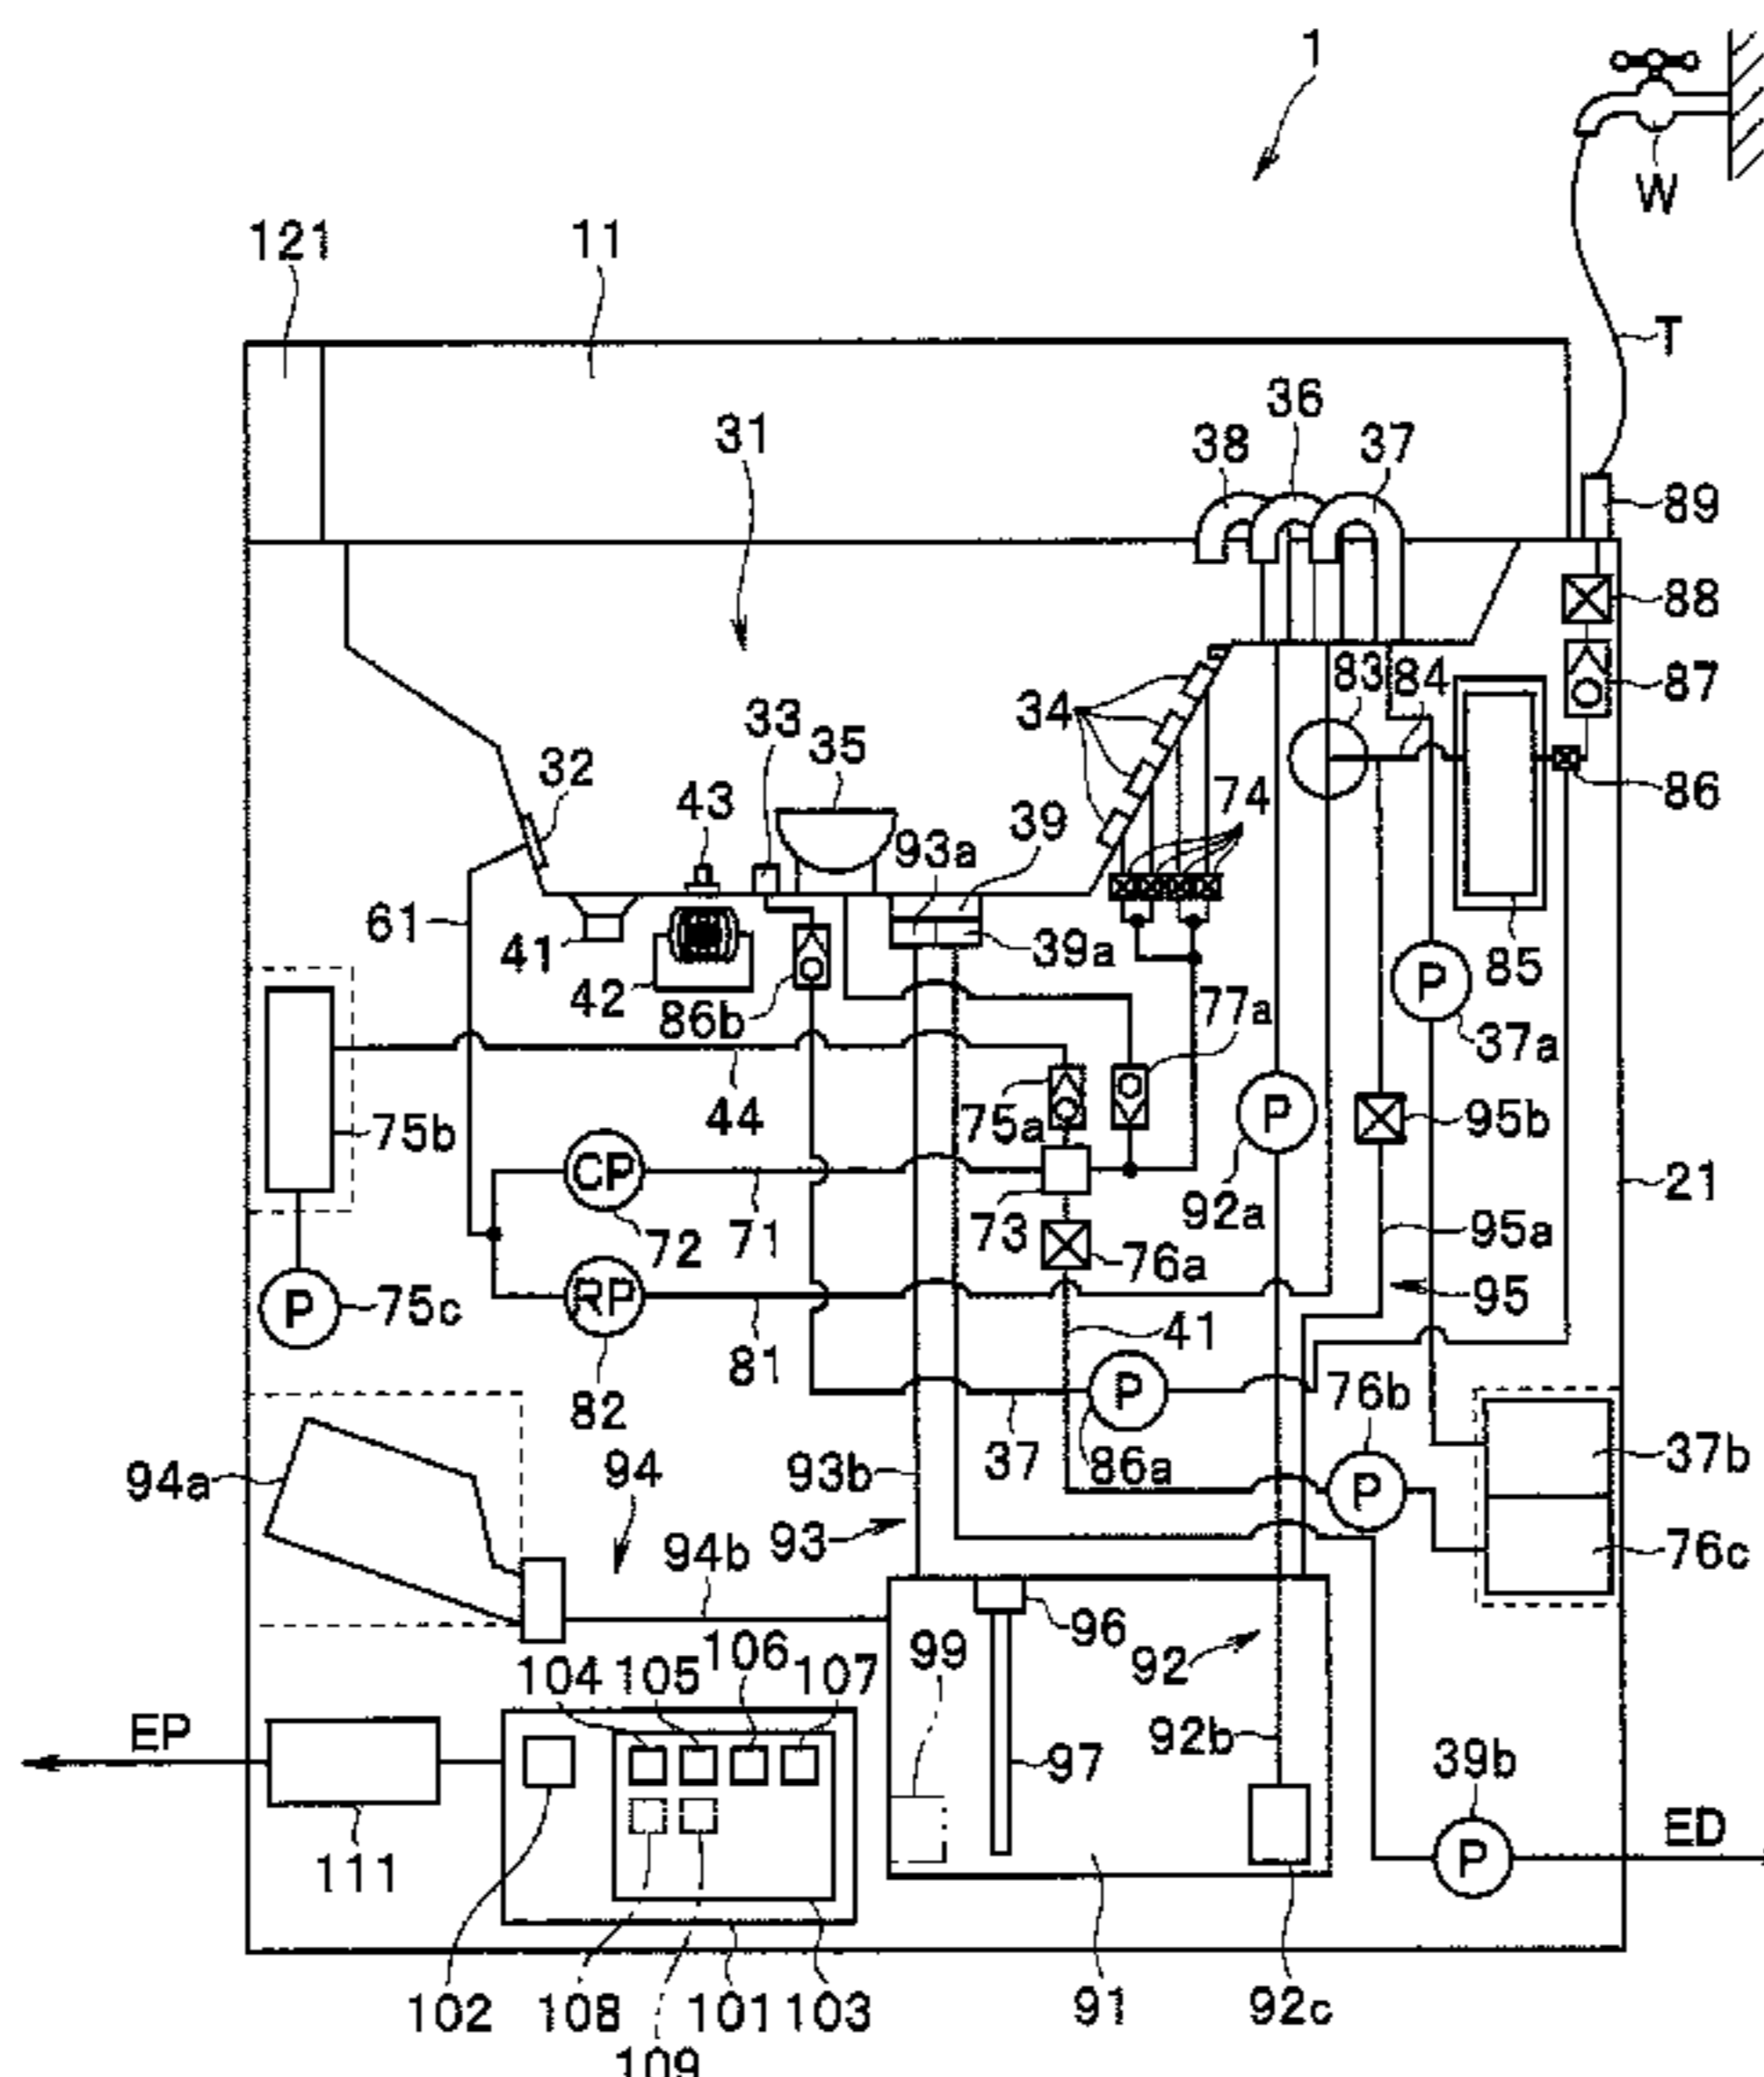 1
W
121 11
T
36
31 38 37
89
88
83 84
87
34
33 35
32
86
43 74
39
93a
61
41 39a 85
42 86b 77a
P
37a
44 75a P 95b
75b
CP
21
72 71 73 92a
76a 95a
RP P 75c 95
41
81
82 P 76b
37 86a
94a 94 93b P 37b
93
94b 76c
96
106 99
104 105 107 92
EP
92b
97 39b
P ED
111
102 108 101 103 91 92c
109